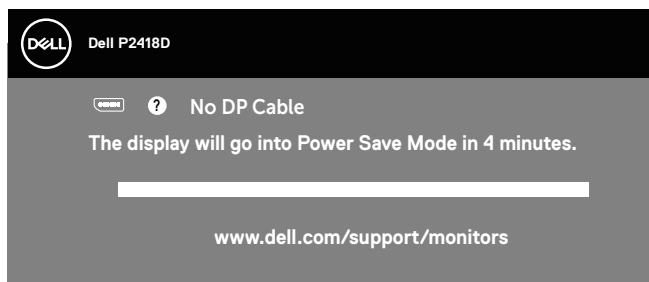 DELL
Dell P2418D
? No DP Cable
The display will go into Power Save Mode in 4 minutes.
www.dell.com/support/monitors